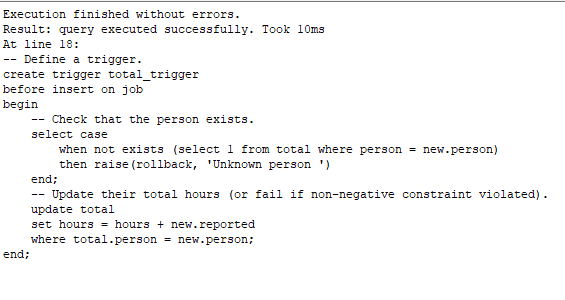 Execution finished without errors.
Result: query executed successfully. Took 10ms
At line 18:
-- Define a trigger.
create trigger total_trigger
before insert on job
begin
    -- Check that the person exists.
    select case
        when not exists (select 1 from total where person = new.person)
        then raise(rollback, 'Unknown person ')
    end;
    -- Update their total hours (or fail if non-negative constraint violated).
    update total
    set hours = hours + new.reported
    where total.person = new.person;
end;